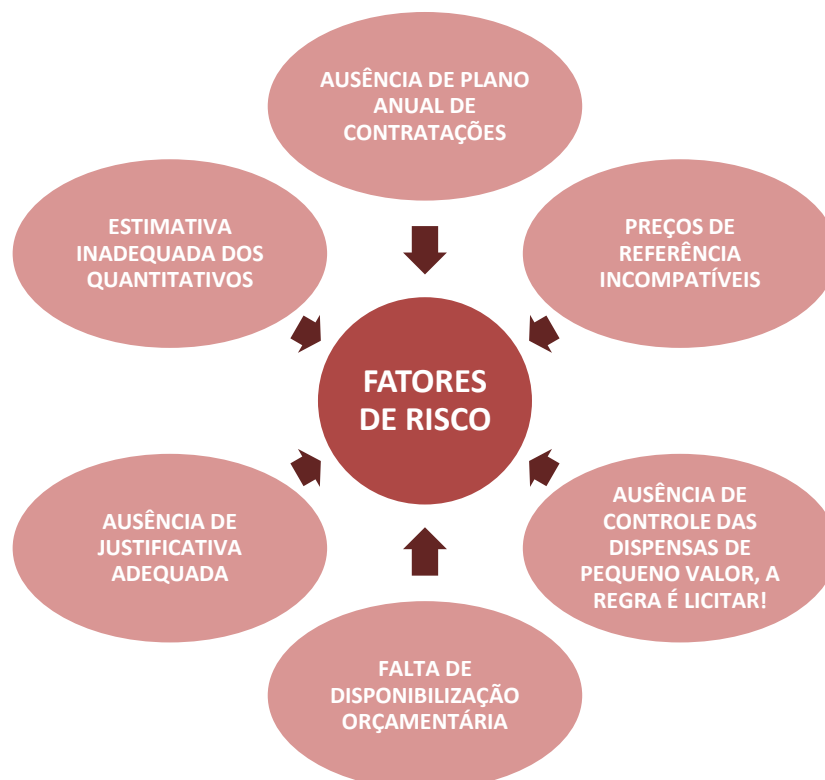 AUSÊNCIA DE PLANO
ANUAL DE
CONTRATAÇÕES
ESTIMATIVA
INADEQUADA DOS
QUANTITATIVOS
PREÇOS DE
REFERÊNCIA
INCOMPATÍVEIS
FATORES
DE RISCO
AUSÊNCIA DE
JUSTIFICATIVA
ADEQUADA
AUSÊNCIA DE
CONTROLE DAS
DISPENSAS DE
PEQUENO VALOR, A
REGRA É LICITAR!
FALTA DE
DISPONIBILIZAÇÃO
ORÇAMENTÁRIA